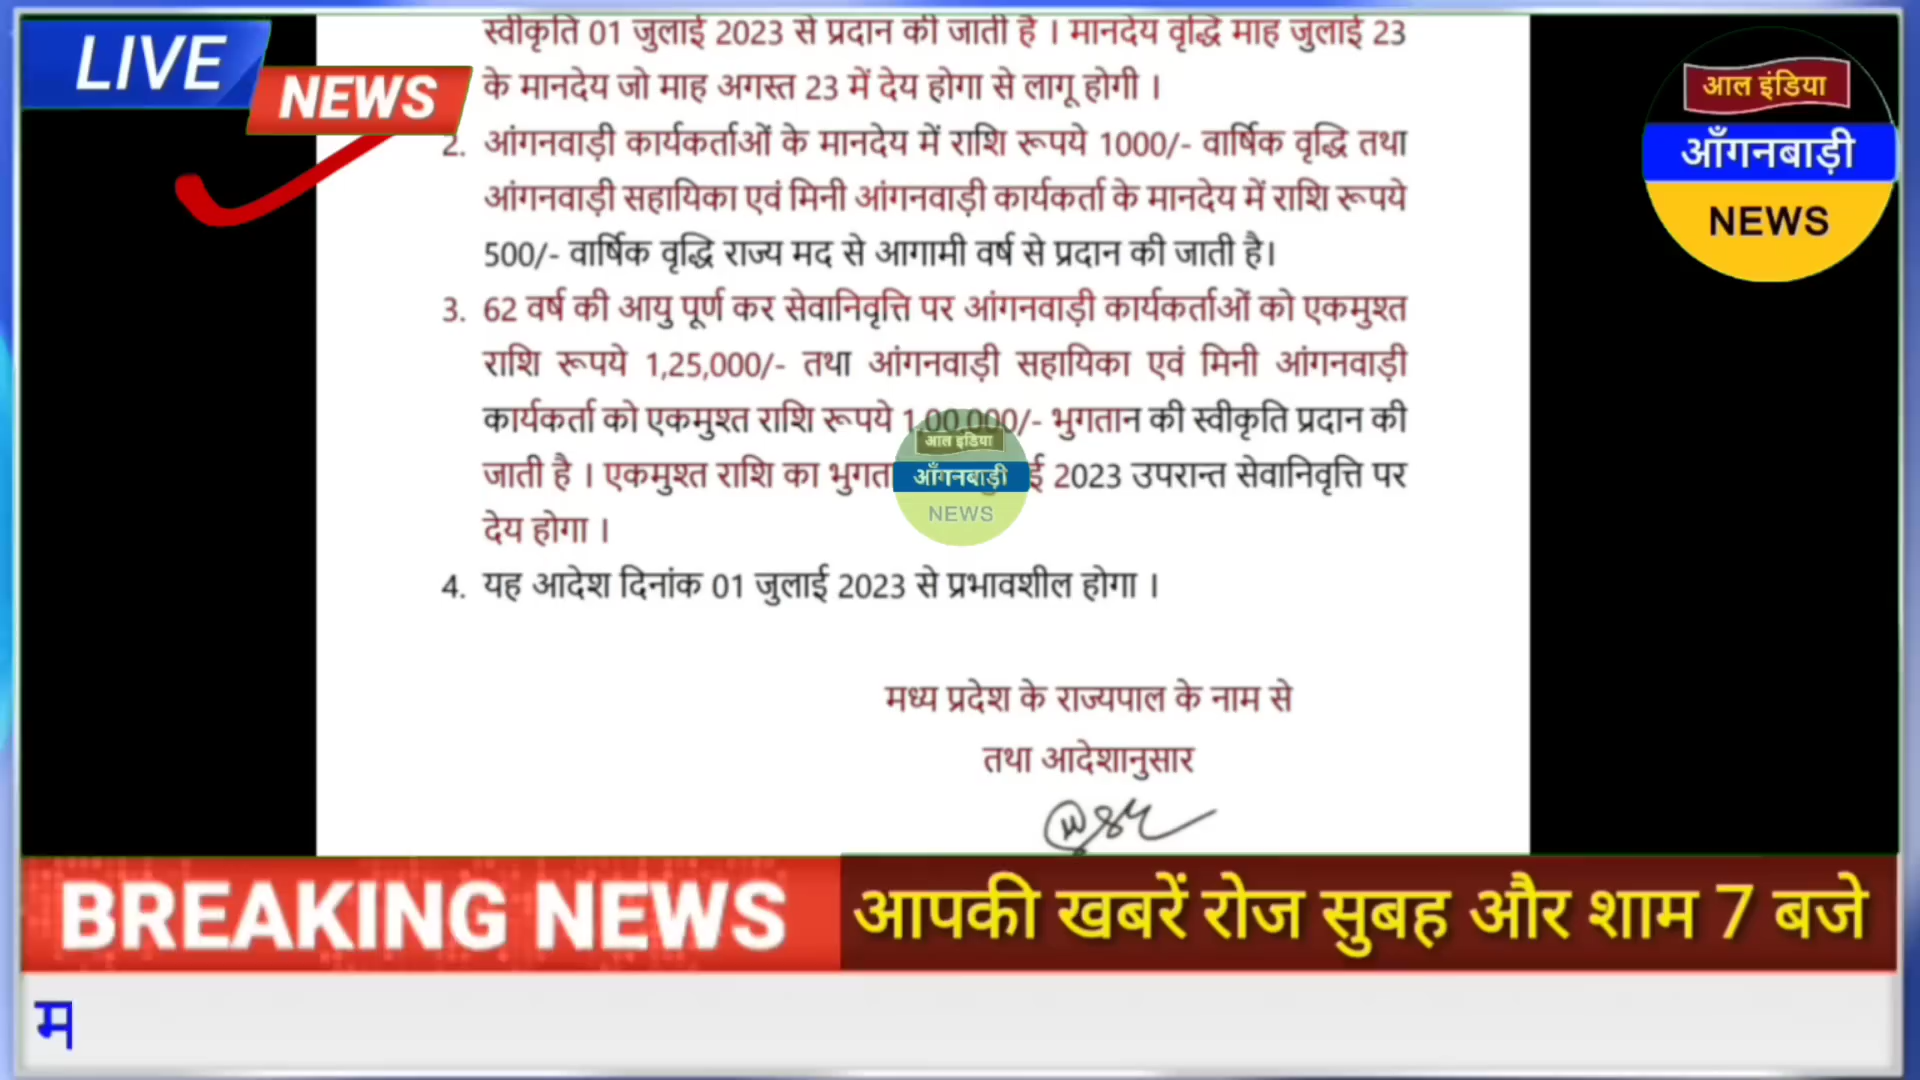 LIVE
NEWS
स्वीकृति 01 जुलाई 2023 से प्रदान की जाती है । मानदेय वृद्धि माह जुलाई 23
के मानदेय जो माह अगस्त 23 में देय होगा से लागू होगी ।
2. आंगनवाड़ी कार्यकर्ताओं के मानदेय में राशि रूपये 1000/- वार्षिक वृद्धि तथा
आंगनवाड़ी सहायिका एवं मिनी आंगनवाड़ी कार्यकर्ता के मानदेय में राशि रूपये
500/- वार्षिक वृद्धि राज्य मद से आगामी वर्ष से प्रदान की जाती है।
3. 62 वर्ष की आयु पूर्ण कर सेवानिवृत्ति पर आंगनवाड़ी कार्यकर्ताओं को एकमुश्त
राशि रूपये 1,25,000/- तथा आंगनवाड़ी सहायिका एवं मिनी आंगनवाड़ी
कार्यकर्ता को एकमुश्त राशि रूपये 1,00,000/- भुगतान की स्वीकृति प्रदान की
जाती है । एकमुश्त राशि का 2023 उपरान्त सेवानिवृत्ति पर
देय होगा ।
4. यह आदेश दिनांक 01 जुलाई 2023 से प्रभावशील होगा ।
मध्य प्रदेश के राज्यपाल के नाम से
तथा आदेशानुसार
आल इंडिया
आँगनबाड़ी
NEWS
आल इंडिया
आँगनबाड़ी
NEWS
BREAKING NEWS
आपकी खबरें रोज सुबह और शाम 7 बजे
म